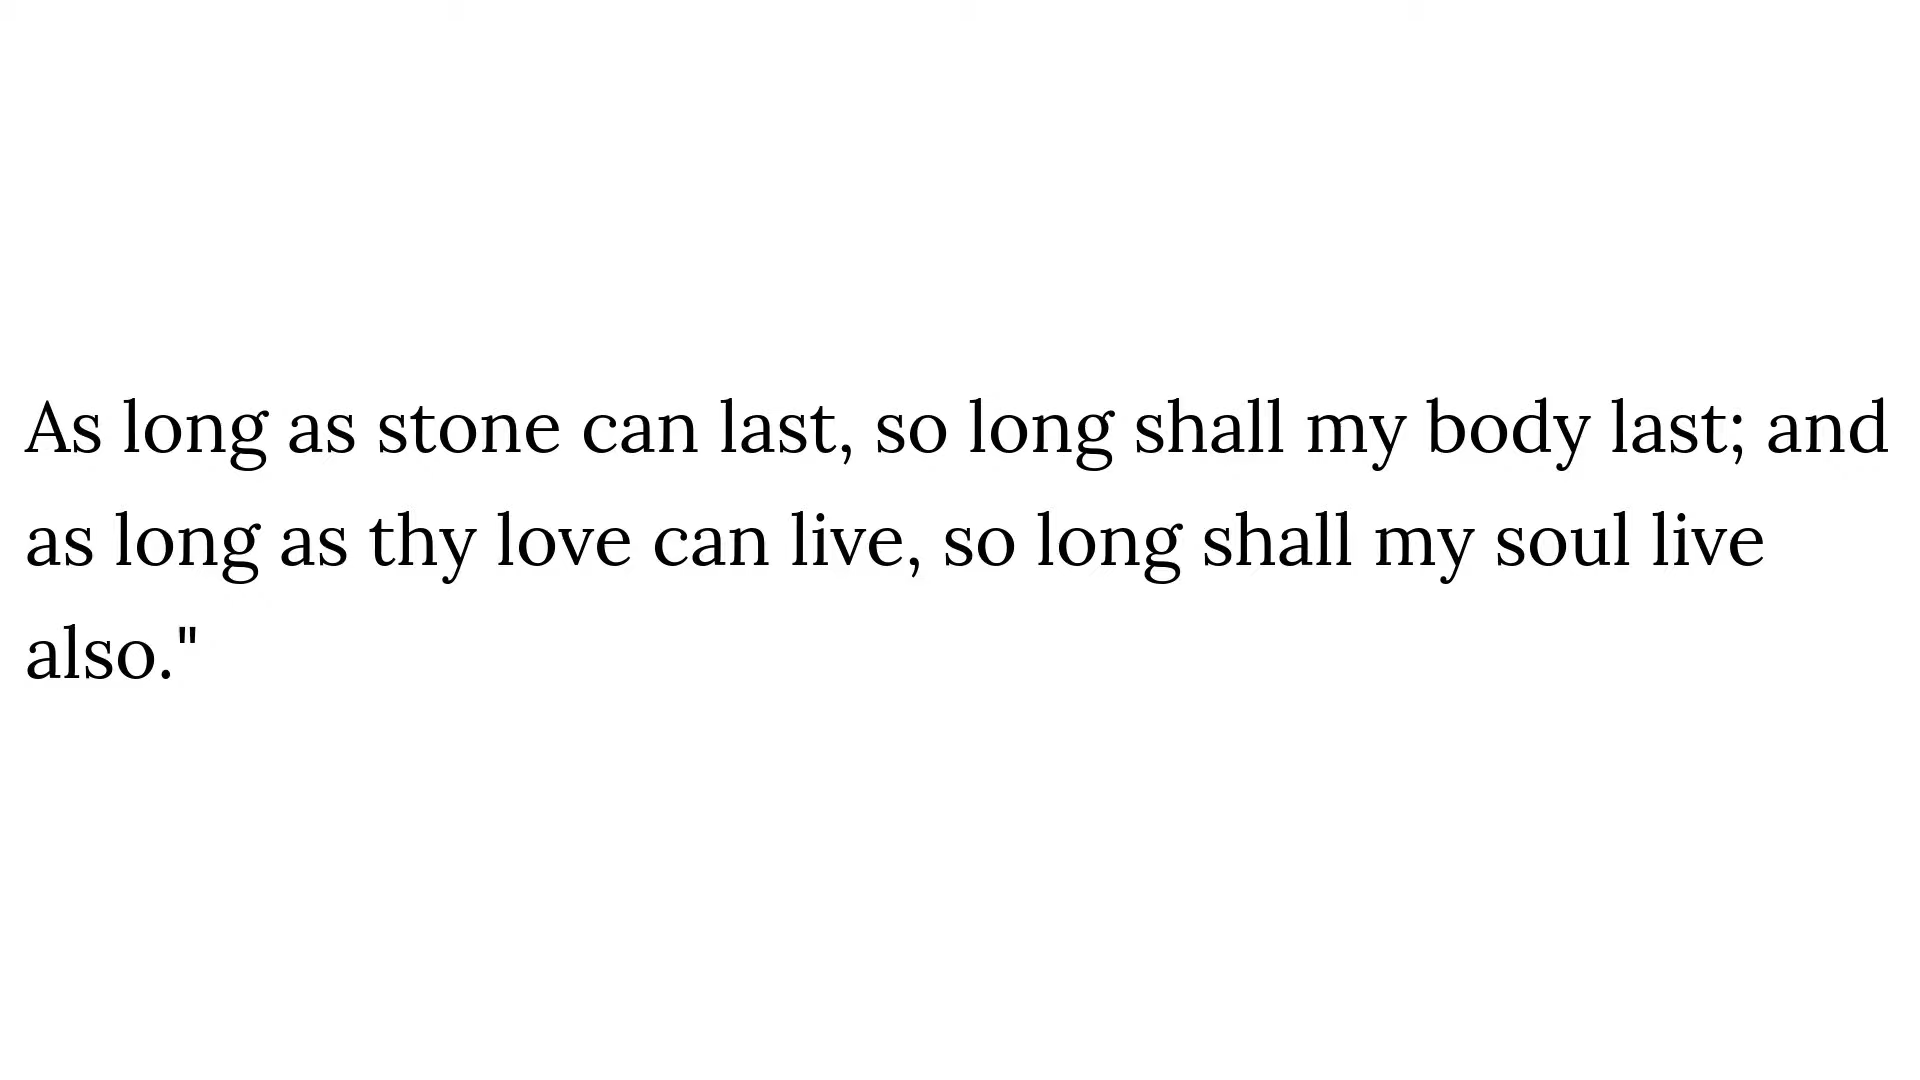 As long as stone can last, so long shall my body last; and
as long as thy love can live, so long shall my soul live
also."